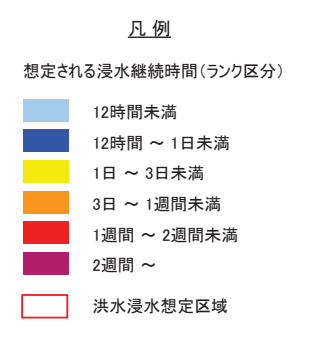 凡 例
想定される浸水継続時間（ランク区分）
12時間未満
12時間 ～ 1日未満
1日 ～ 3日未満
3日 ～ 1週間未満
1週間 ～ 2週間未満
2週間 ～
洪水浸水想定区域